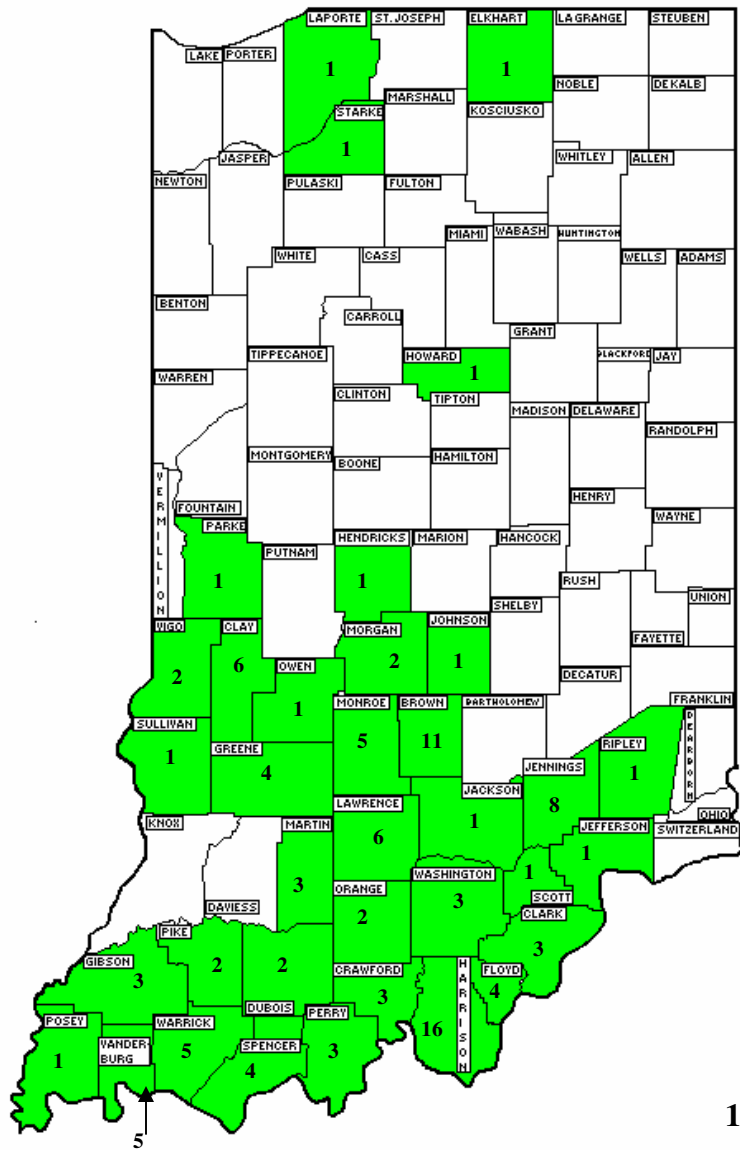 LAPORTE ST. JOSEPH ELKHART LAGRANGE STEUBEN
LAKE PORTER
1 1
NOBLE DEKALB
MARSHALL
STARKE KOSCIUSKO
1
JASPER WHITLEY ALLEN
NEWTON PULASKI FULTON
MIAMI WABASH HUNTINGTON
WHITE CASS WELLS ADAMS
BENTON
CARROLL
GRANT
TIPPECANOE HOWARD BLACKFORD JAY
1
WARREN
CLINTON
TIPTON
MADISON DELAWARE
RANDOLPH
MONTGOMERY BOONE HAMILTON
VERMILLION
HENRY
FOUNTAIN
PARKE WAYNE
HENDRICKS MARION HANCOCK
PUTNAM
1 1
RUSH
UNION
SHELBY
VIGO CLAY MORGAN JOHNSON
FAYETTE
OWEN
2 6 2 1
DECATUR
1
MONROE BROWN BARTHOLOMEW FRANKLIN
SULLIVAN
DEARBORN
5 11
GREENE RIPLEY
1 4 JENNINGS 1
JACKSON
LAWRENCE 8
OHIO
KNOX MARTIN JEFFERSON SWITZERLAND
6 1
1
WASHINGTON 1
3 ORANGE
SCOTT
2 3
DAVIESS CLARK
PIKE
3
GIBSON 2 2 CRAWFORD HARRISON FLOYD
3 3 4
DUBOIS PERRY
POSEY WARRICK 16
VANDER-
BURG
SPENCER
1 5 4 3
1
5